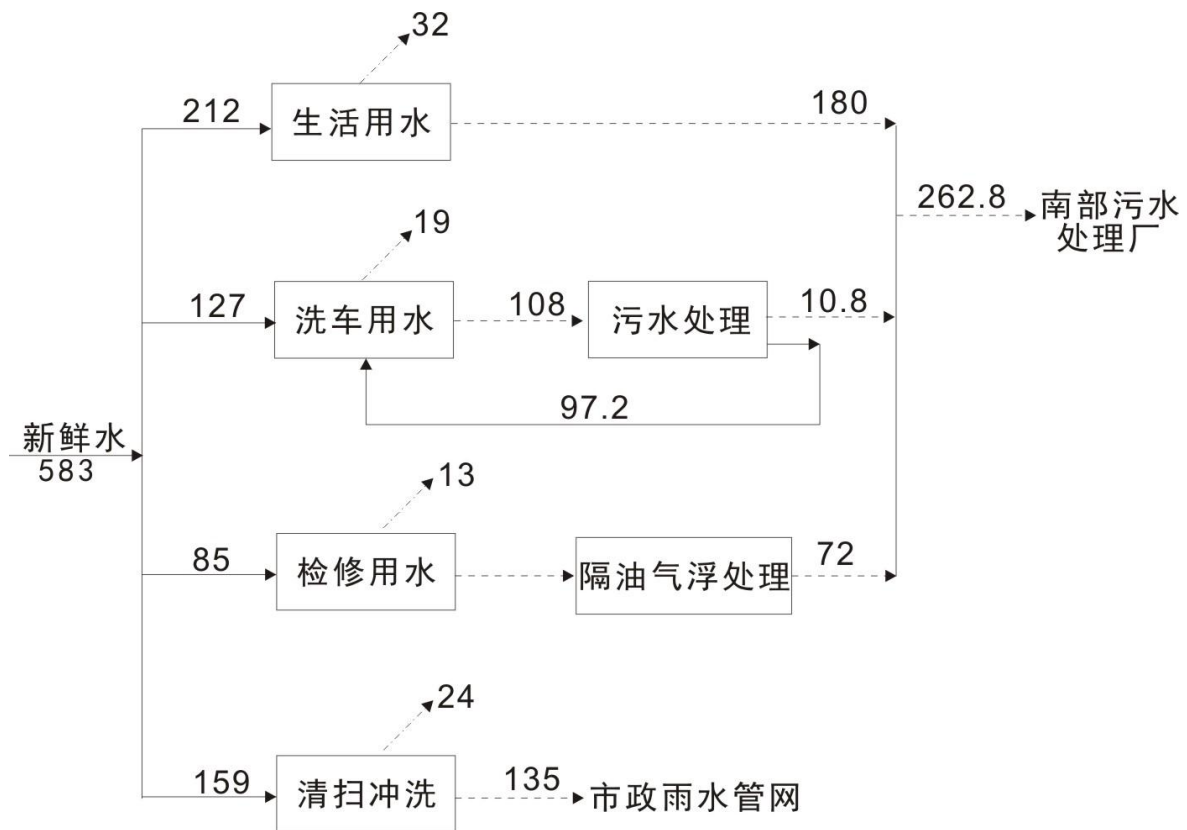 32
212
生活用水
180
262.8
南部污水
处理厂
19
127
洗车用水
108
污水处理
10.8
97.2
新鲜水
583
13
85
检修用水
隔油气浮处理
72
24
159
清扫冲洗
135
市政雨水管网